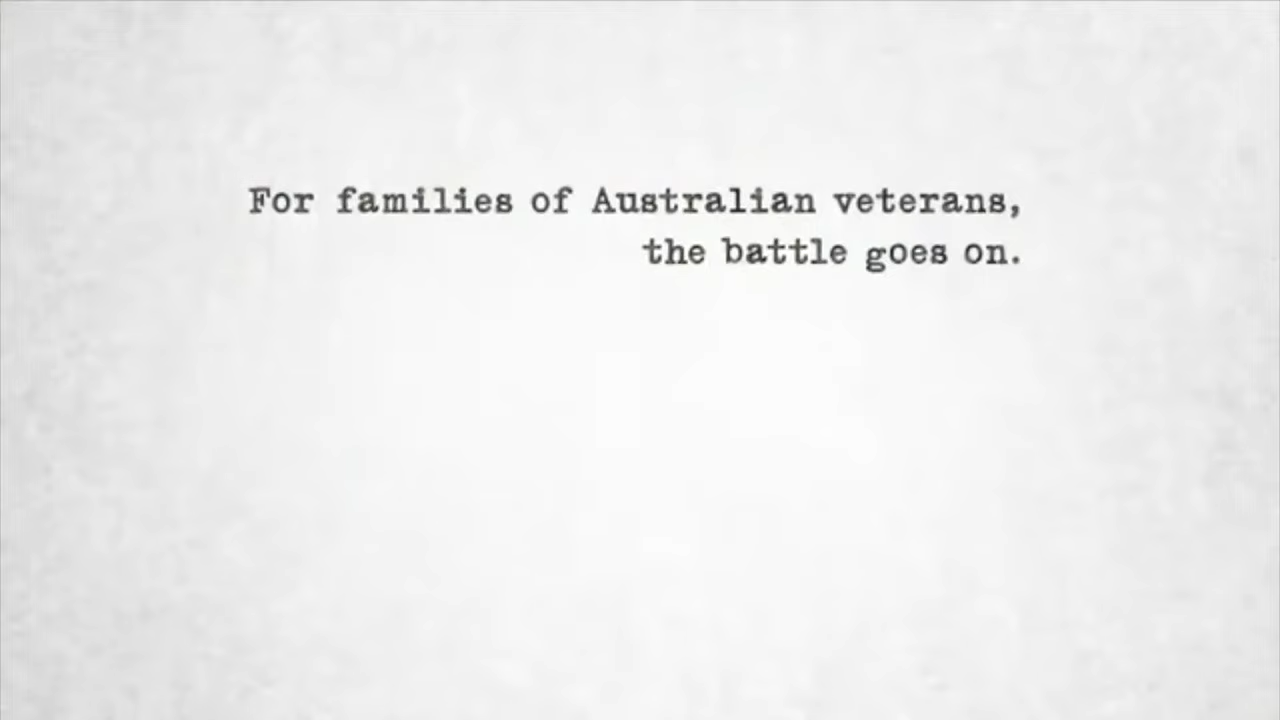 For families of Australian veterans,
the battle goes on.